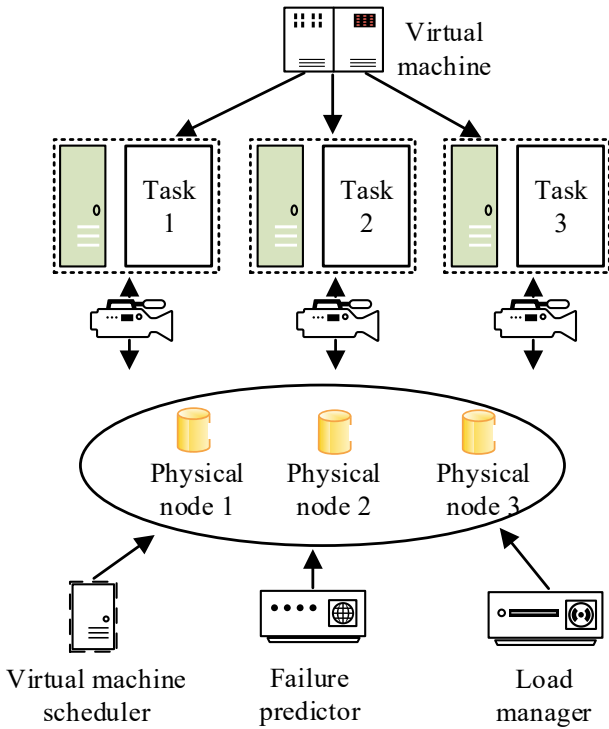 Virtual
machine
Task
1
Task
2
Task
3
Physical
node 1
Physical
node 2
Physical
node 3
Virtual machine
scheduler
Failure
predictor
Load
manager